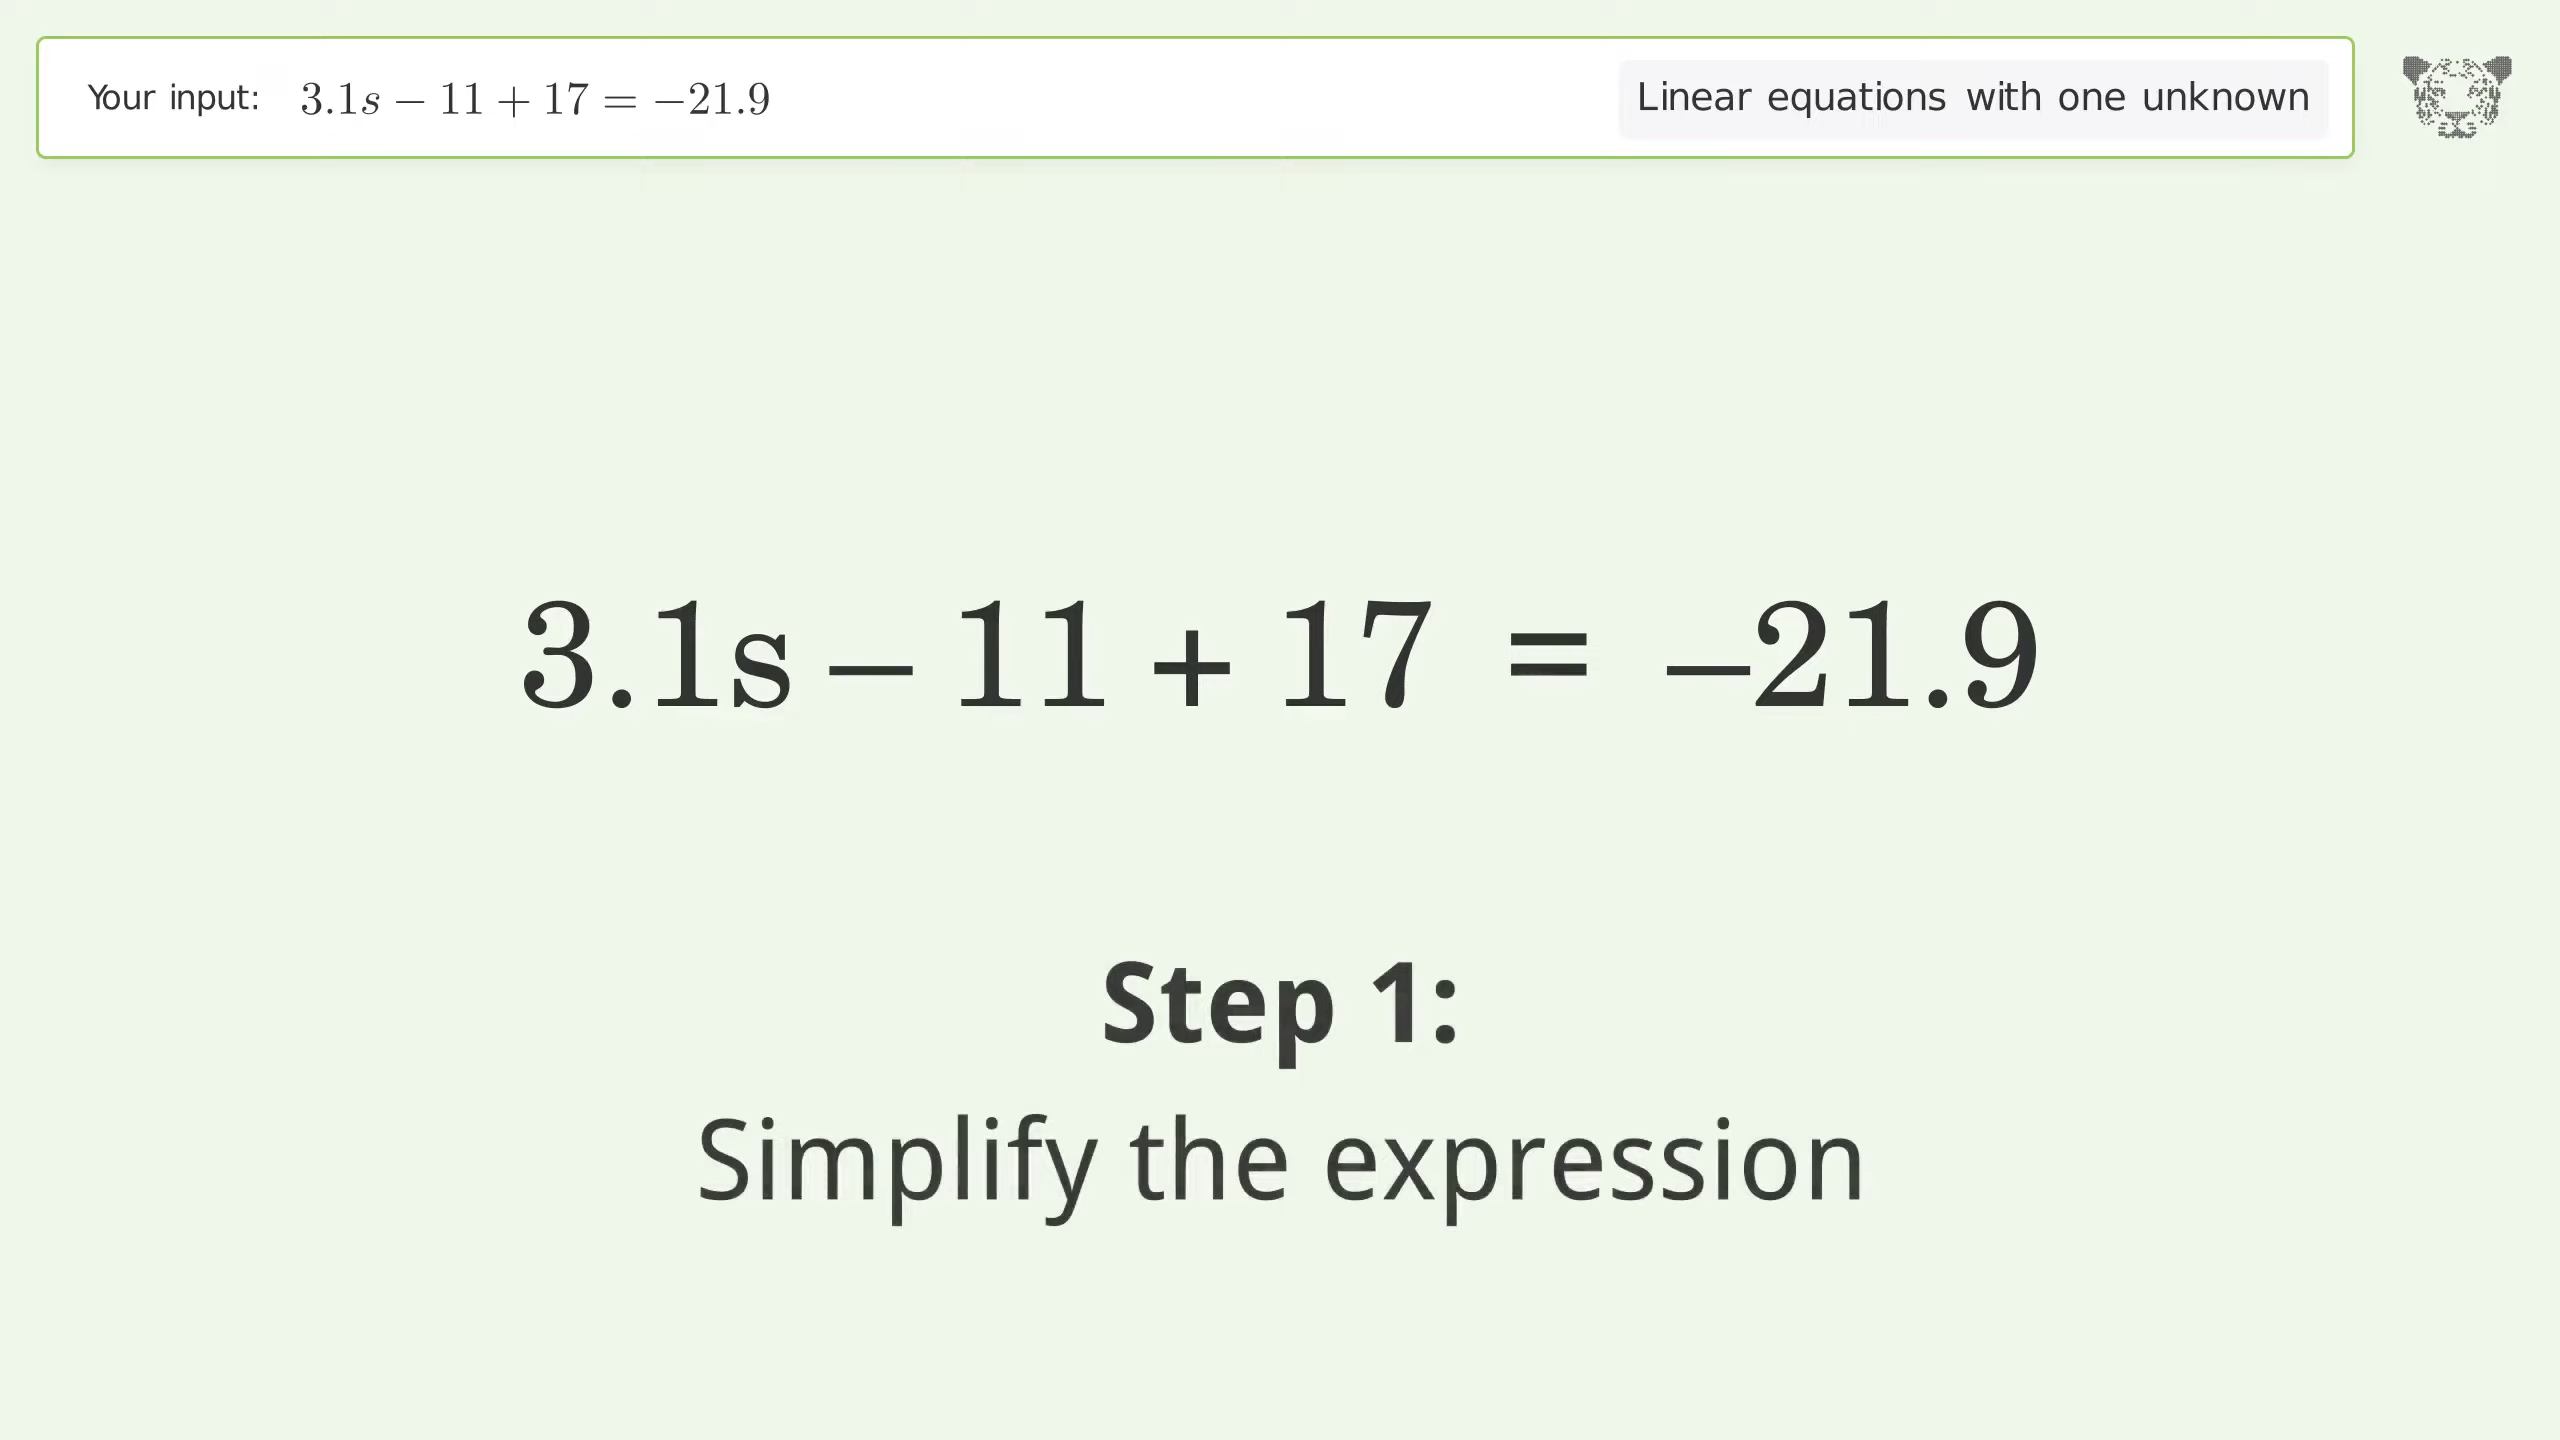 Your input: 3.1s − 11 + 17 = −21.9
Linear equations with one unknown
3.1s − 11 + 17 = −21.9
Step 1:
Simplify the expression